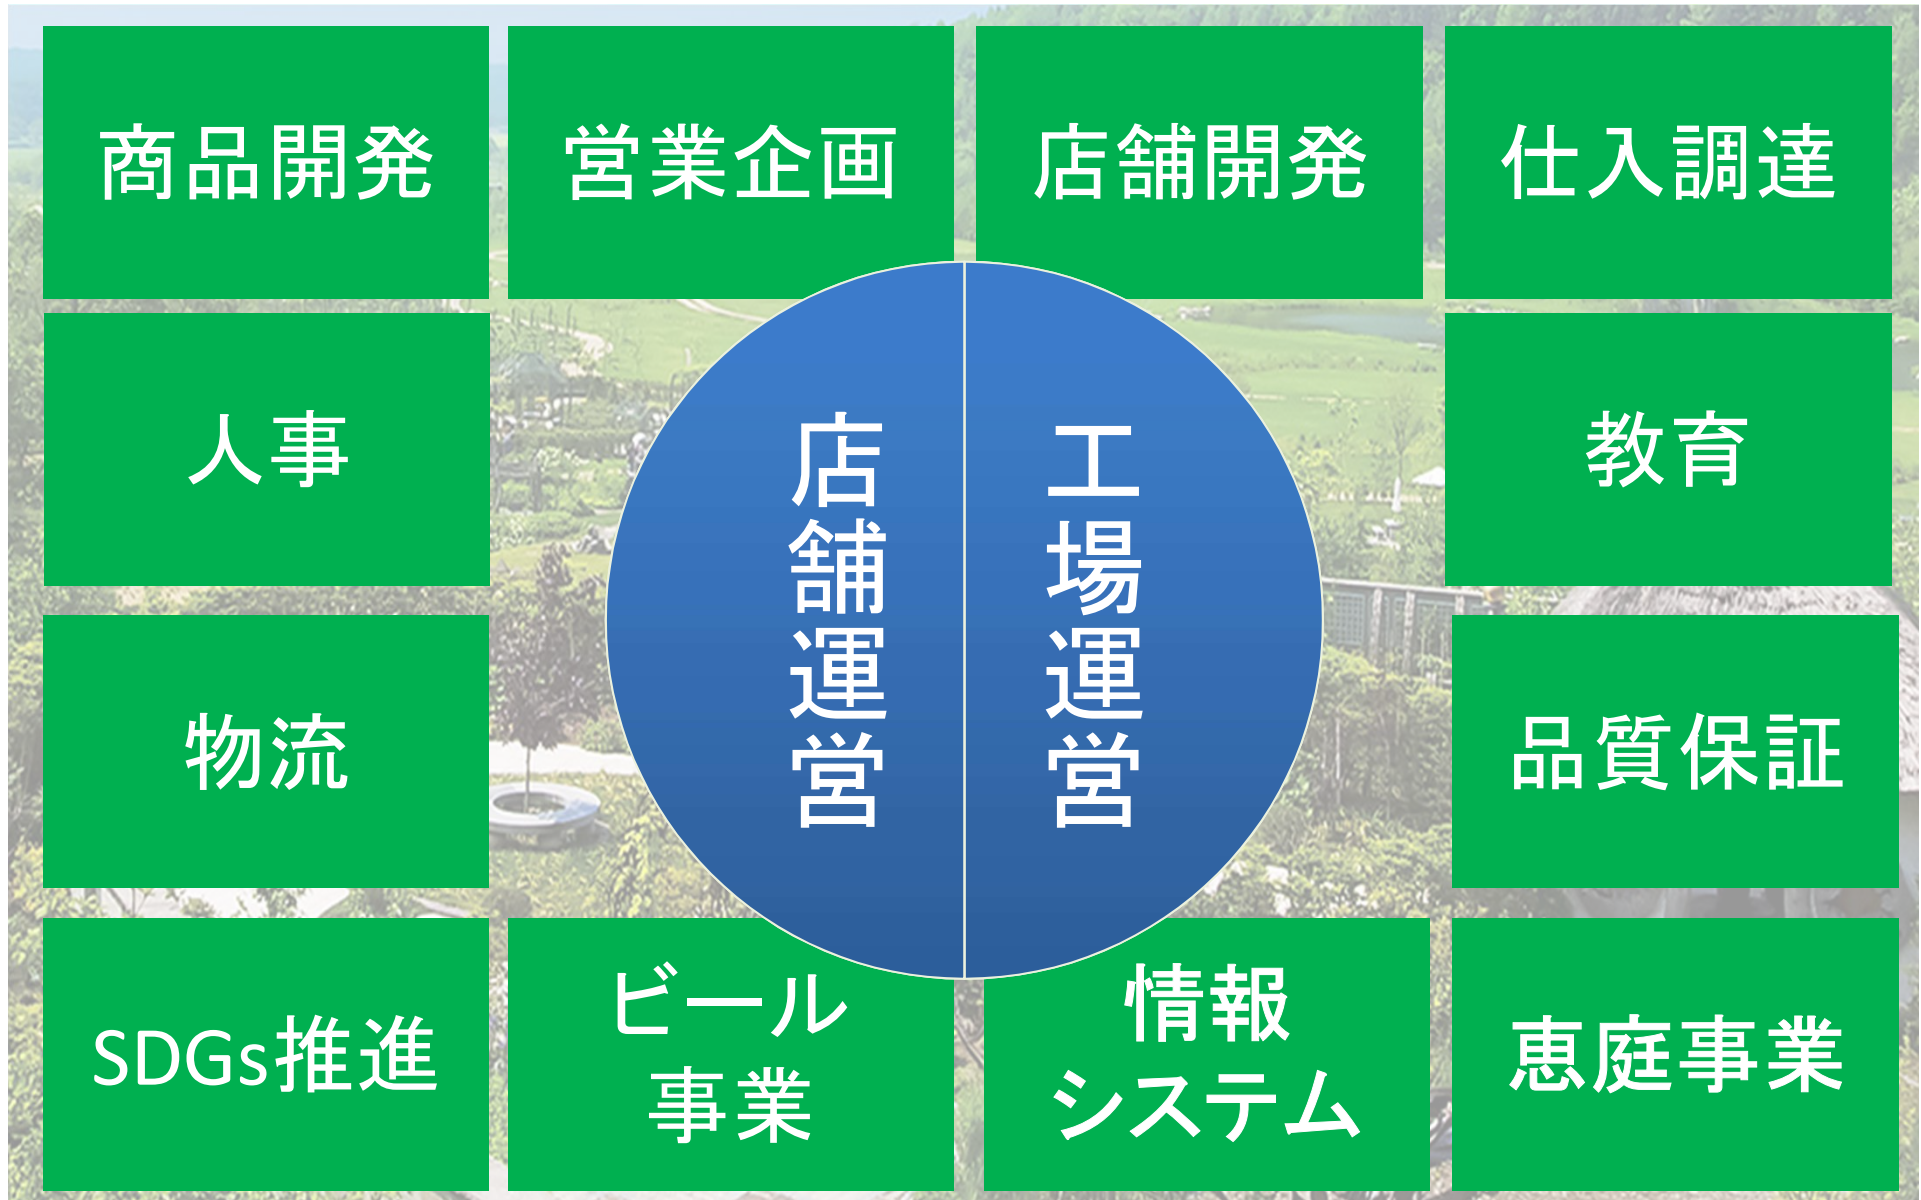 商品開発
営業企画
店舗開発
仕入調達
人事
店舗運営
工場運営
教育
物流
品質保証
SDGs推進
ビール
事業
情報
システム
恵庭事業